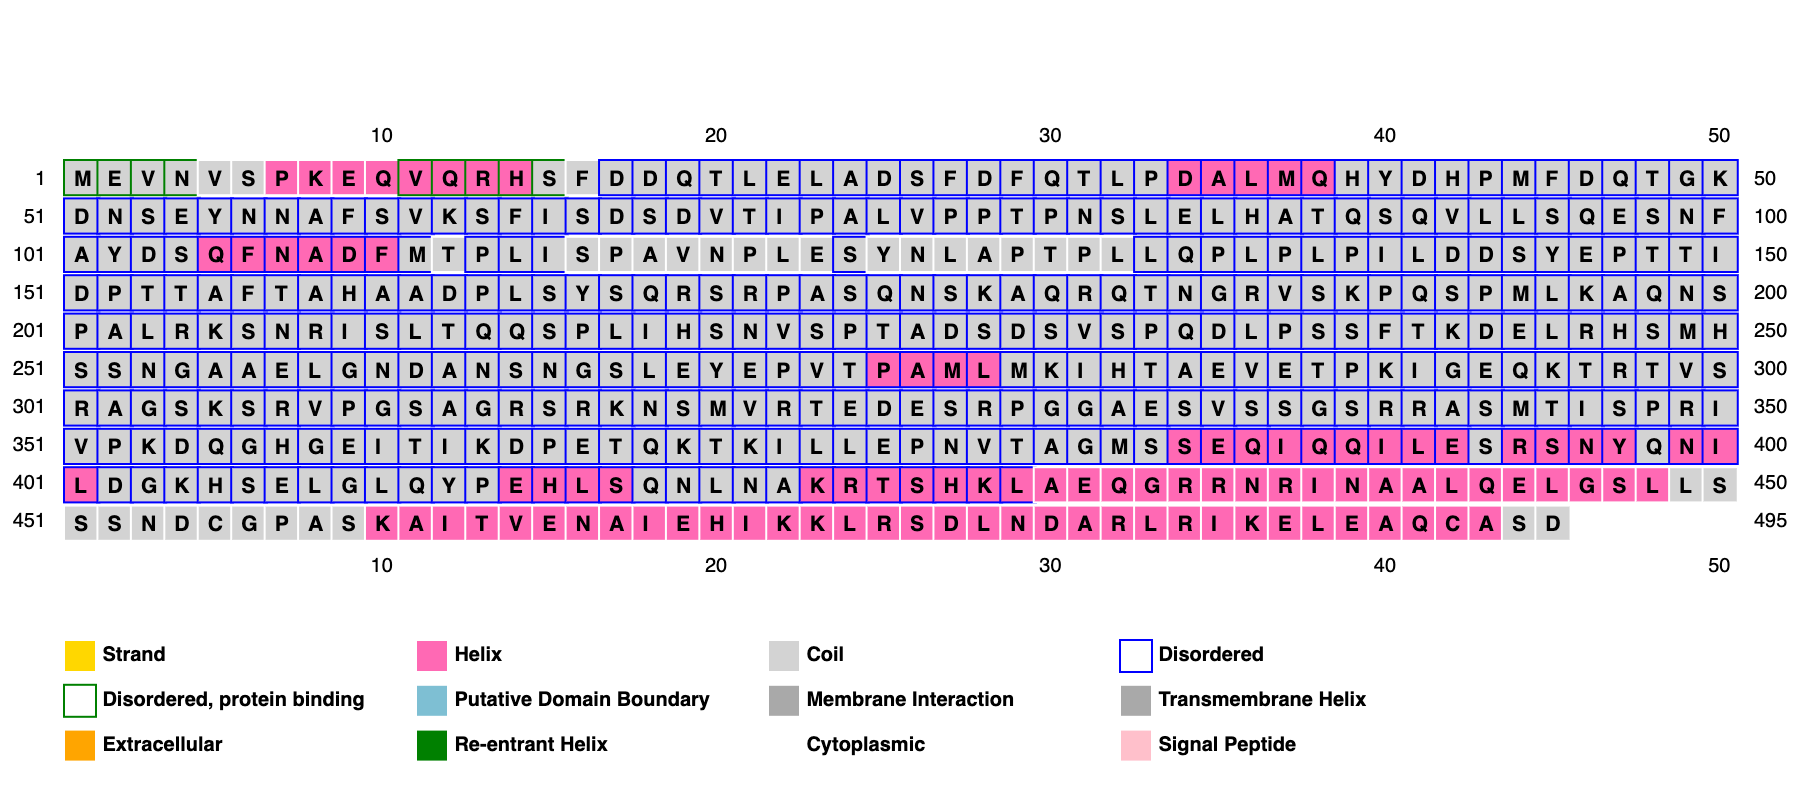 10 20 30 40 50
1 M E V N V S P K E Q V Q R H S F D D Q T L E L A D S F D F Q T L P D A L M Q H Y D H P M F D Q T G K 50
51 D N S E Y N N A F S V K S F I S D S D V T I P A L V P P T P N S L E L H A T Q S Q V L L S Q E S N F 100
101 A Y D S Q F N A D F M T P L I S P A V N P L E S Y N L A P T P L L Q P L P L P I L D D S Y E P T T I 150
151 D P T T A F T A H A A D P L S Y S Q R S R P A S Q N S K A Q R Q T N G R V S K P Q S P M L K A Q N S 200
201 P A L R K S N R I S L T Q Q S P L I H S N V S P T A D S D S V S P Q D L P S S F T K D E L R H S M H 250
251 S S N G A A E L G N D A N S N G S L E Y E P V T P A M L M K I H T A E V E T P K I G E Q K T R T V S 300
301 R A G S K S R V P G S A G R S R K N S M V R T E D E S R P G G A E S V S S G S R R A S M T I S P R I 350
351 V P K D Q G H G E I T I K D P E T Q K T K I L L E P N V T A G M S S E Q I Q Q I L E S R S N Y Q N I 400
401 L D G K H S E L G L Q Y P E H L S Q N L N A K R T S H K L A E Q G R R N R I N A A L Q E L G S L L S 450
451 S S N D C G P A S K A I T V E N A I E H I K K L R S D L N D A R L R I K E L E A Q C A S D 495
10 20 30 40 50
Strand Helix Coil Disordered
Disordered, protein binding Putative Domain Boundary Membrane Interaction Transmembrane Helix
Extracellular Re-entrant Helix Cytoplasmic Signal Peptide